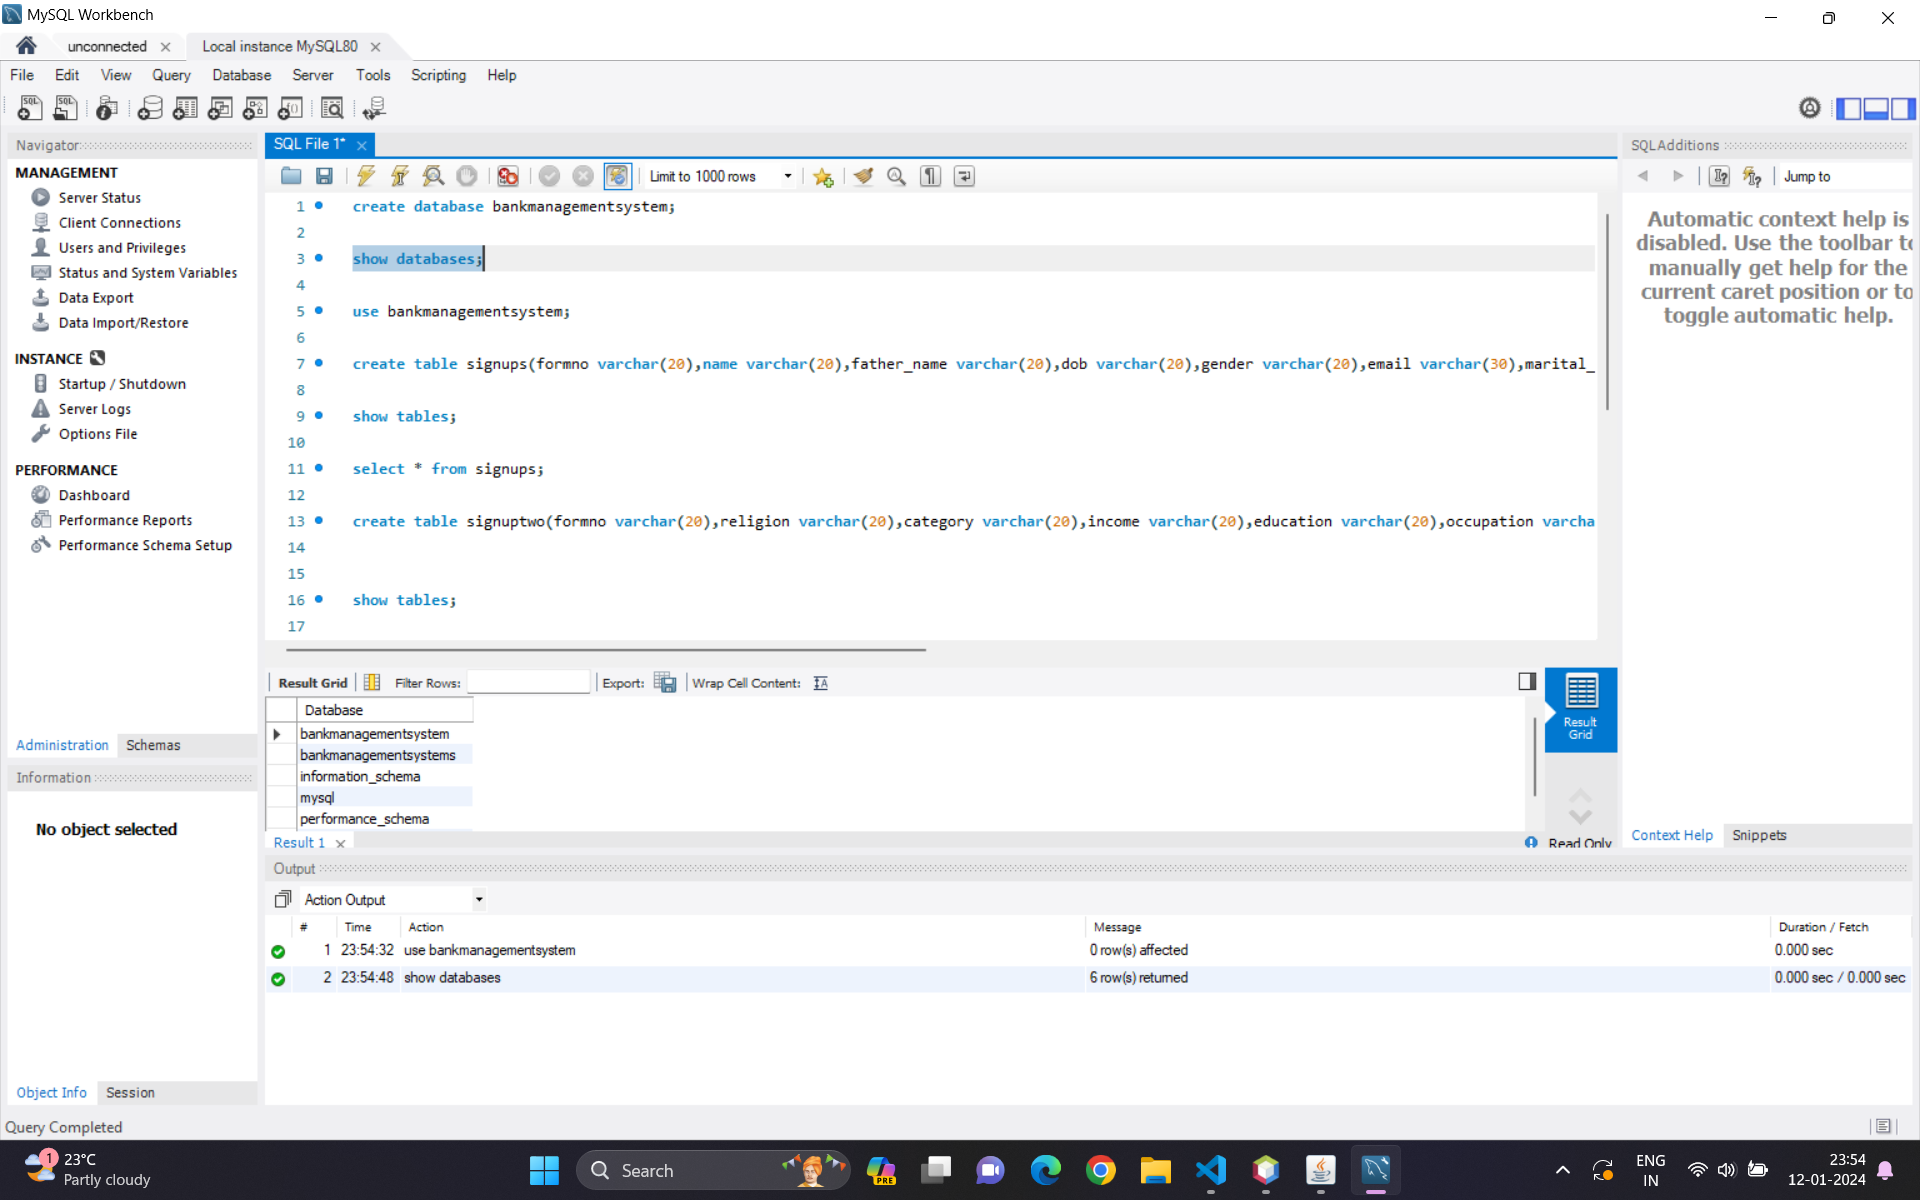 MySQL Workbench
unconnected
Local instance MySQL80
File Edit View Query Database Server Tools Scripting Help
Navigator
SQL File 1*
SQLAdditions
MANAGEMENT
Server Status
Client Connections
Users and Privileges
Status and System Variables
Data Export
Data Import/Restore
INSTANCE
Startup / Shutdown
Server Logs
Options File
PERFORMANCE
Dashboard
Performance Reports
Performance Schema Setup
Administration Schemas
Information
No object selected
Object Info Session
Limit to 1000 rows
1 create database bankmanagementsystem;
2
3 show databases;
4
5 use bankmanagementsystem;
6
7 create table signups(formno varchar(20),name varchar(20),father_name varchar(20),dob varchar(20),gender varchar(20),email varchar(30),marital_
8
9 show tables;
10
11 select * from signups;
12
13 create table signuptwo(formno varchar(20),religion varchar(20),category varchar(20),income varchar(20),education varchar(20),occupation varcha
14
15
16 show tables;
17
Result Grid Filter Rows: Export: Wrap Cell Content:
Database
bankmanagementsystem
bankmanagementsystems
information_schema
mysql
performance_schema
Result Grid
Result 1
Read Only
Jump to
Automatic context help is
disabled. Use the toolbar to
manually get help for the
current caret position or to
toggle automatic help.
Context Help Snippets
Output
Action Output
# Time Action Message Duration / Fetch
1 23:54:32 use bankmanagementsystem 0 row(s) affected 0.000 sec
2 23:54:48 show databases 6 row(s) returned 0.000 sec / 0.000 sec
Query Completed
1
23°C
Partly cloudy
Search
PRE
ENG
IN
23:54
12-01-2024